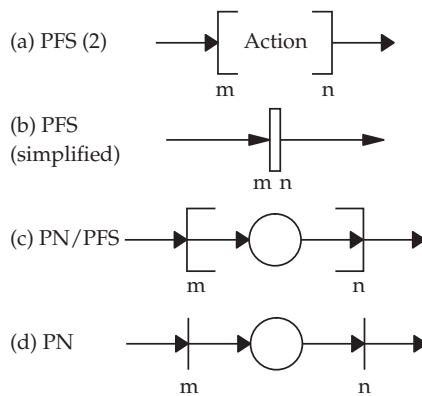 (a) PFS (2)
Action
m n
(b) PFS
(simplified)
m n
(c) PN/PFS
m n
(d) PN
m n